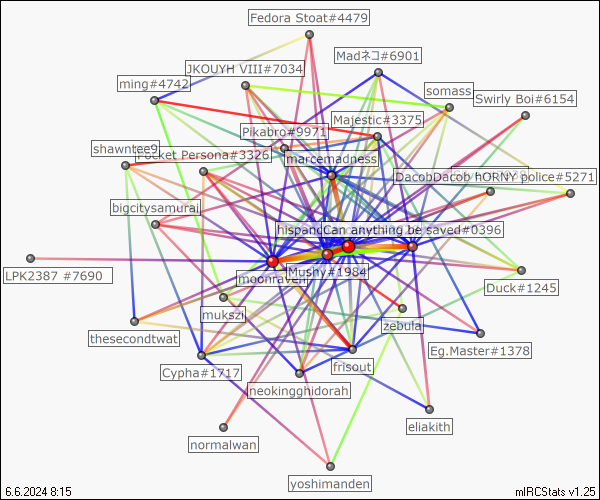 Fedora Stoat#4479
Madネコ#6901
JKOUYH VIII#7034
ming#4742
somass
Swirly Boi#6154
Majestic#3375
Pikabro#9971
shawntee9
Pocket Persona#3326
marcemadness
DacobDacob
hORNY police#5271
bigcitysamurai
Can anything be saved#0396
moonraven
Mushy#1984
LPK2387 #7690
Duck#1245
mukszi
zebula
thesecondtwat
Eg.Master#1378
Cypha#1717
frisout
neokingghidorah
eliakith
normalwan
yoshimanden
6.6.2024 8:15
mIRCStats v1.25